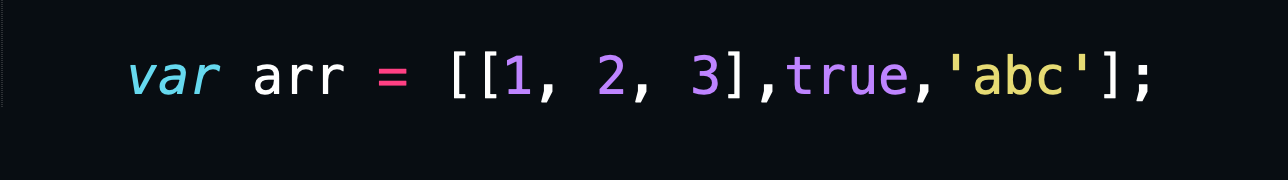 var arr = [[1, 2, 3],true,'abc'];